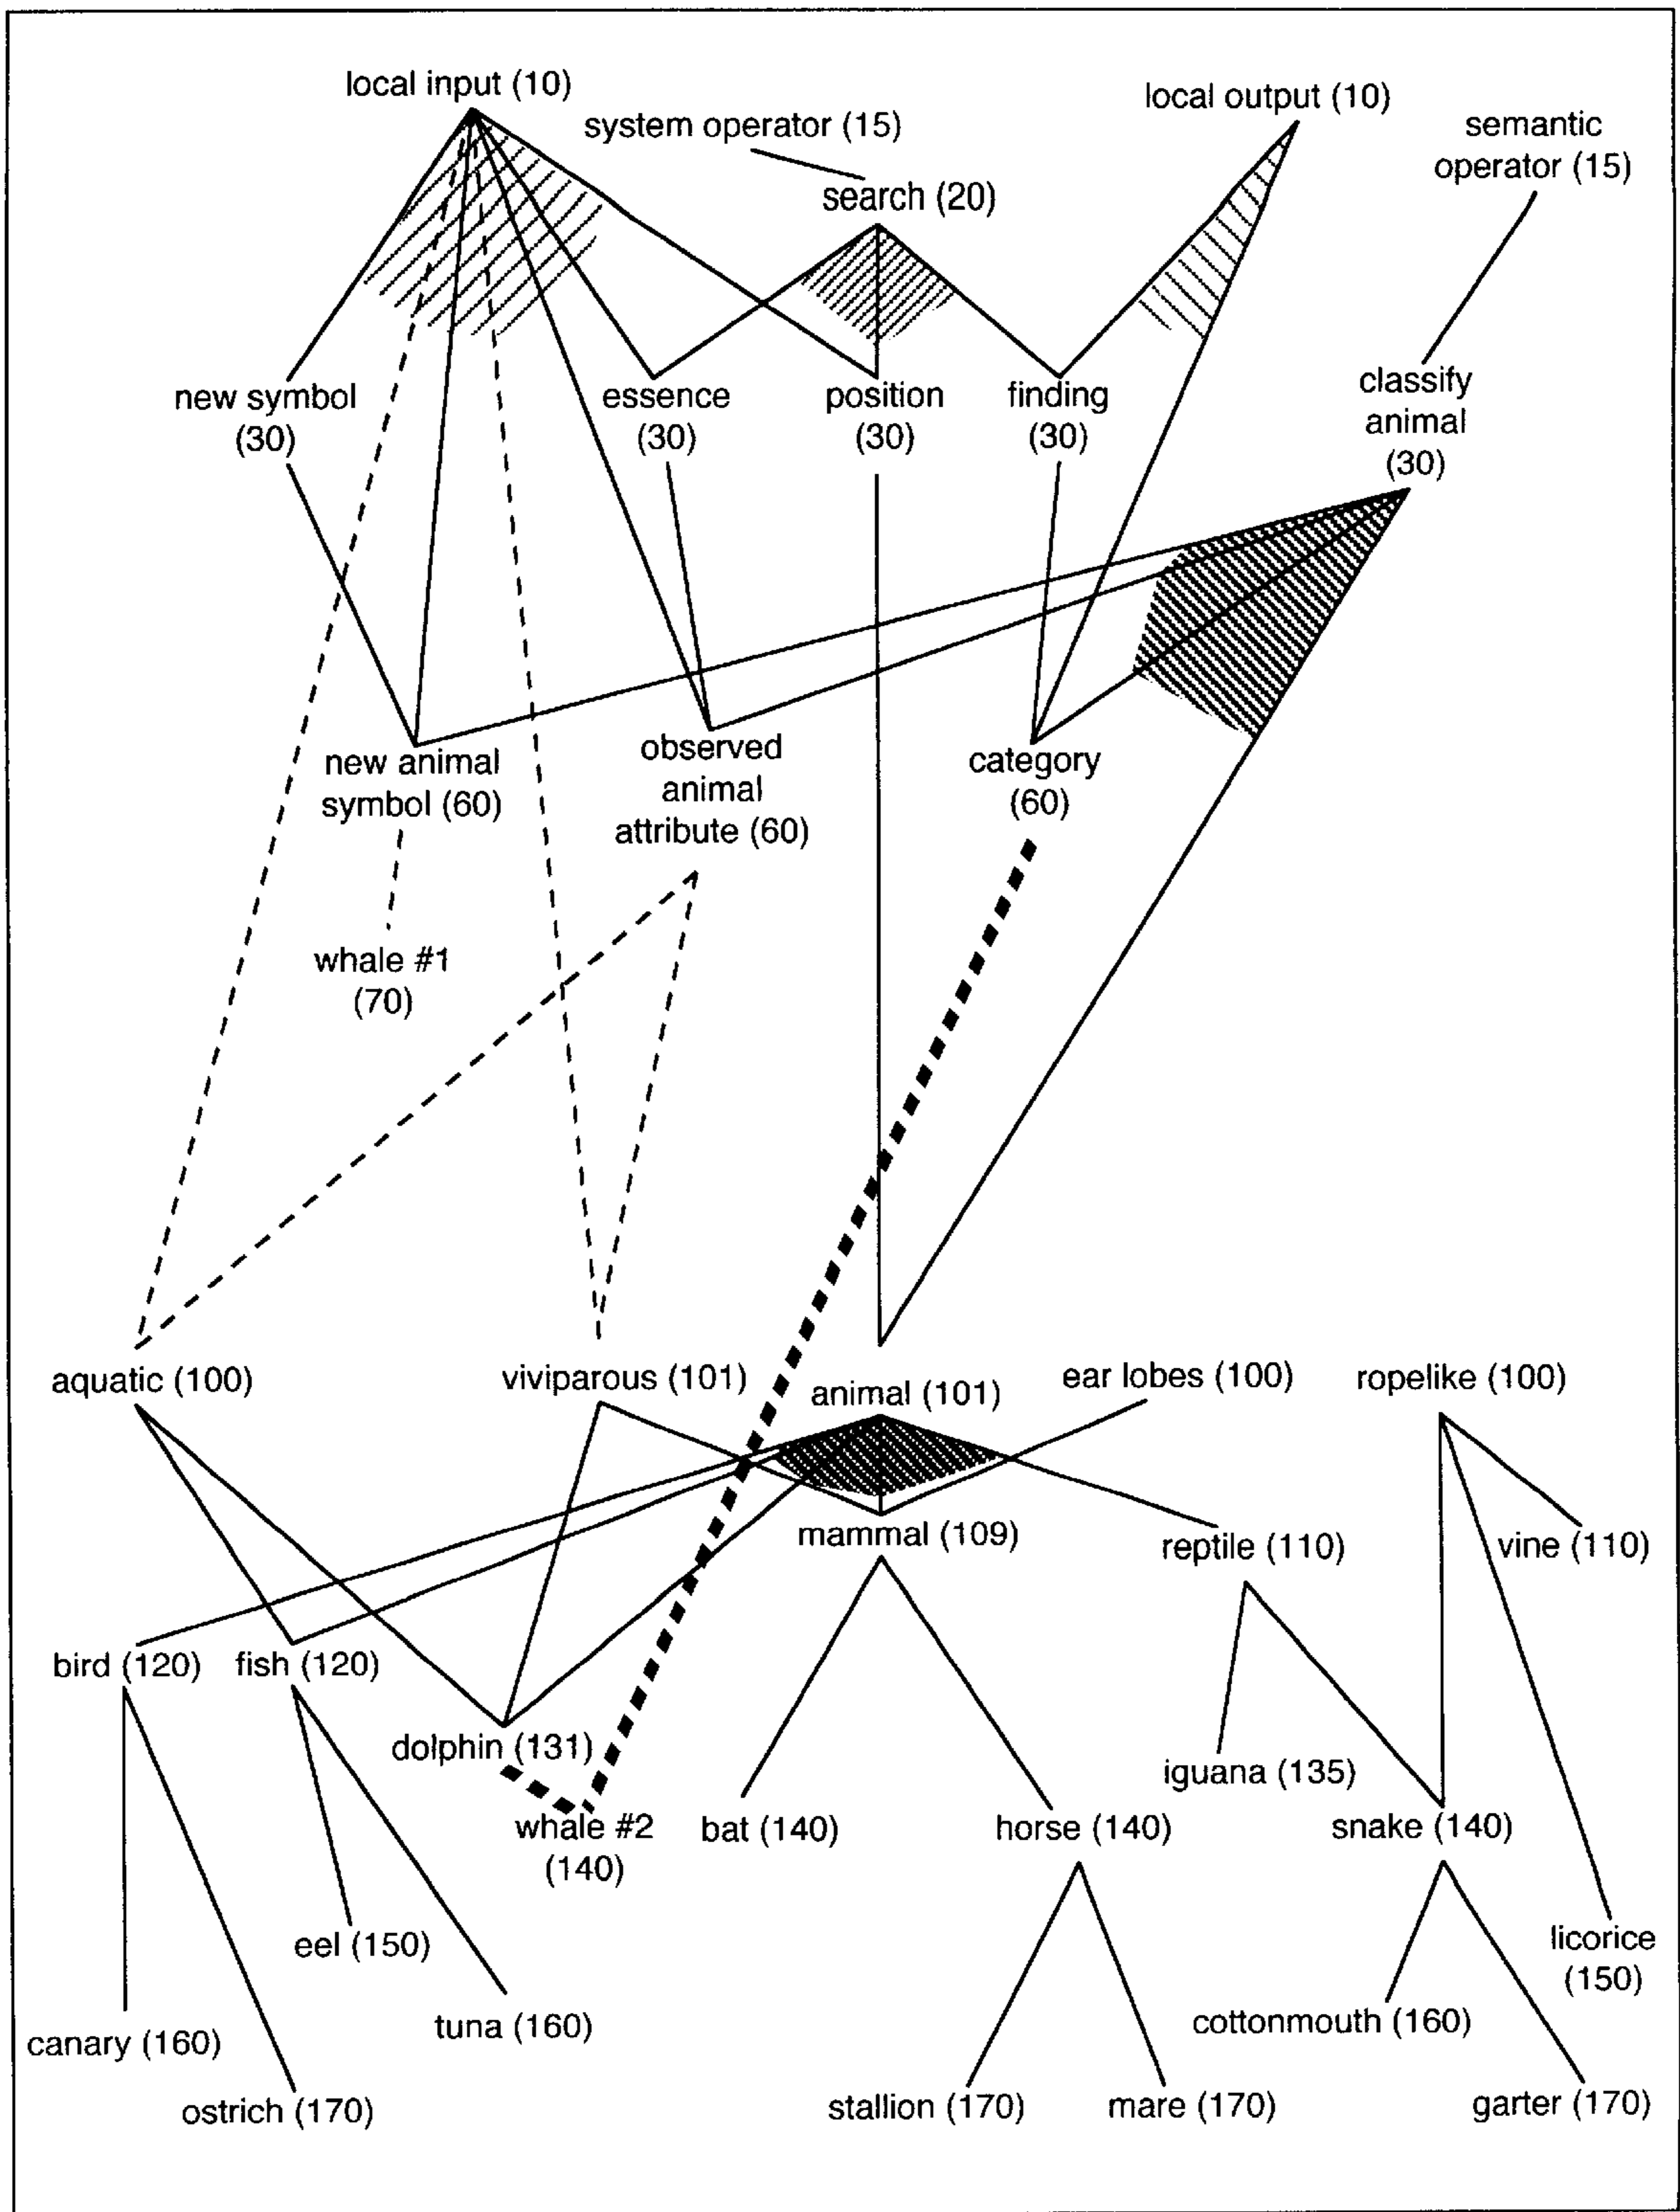 local input (10)
local output (10)
system operator (15)
semantic
operator (15)
search (20)
new symbol
(30)
essence
(30)
position
(30)
finding
(30)
classify
animal
(30)
new animal
symbol (60)
observed
animal
attribute (60)
category
(60)
whale #1
(70)
aquatic (100)
viviparous (101)
animal (101)
ear lobes (100)
ropelike (100)
mammal (109)
reptile (110)
vine (110)
bird (120)
fish (120)
dolphin (131)
iguana (135)
whale #2
(140)
bat (140)
horse (140)
snake (140)
eel (150)
licorice
(150)
canary (160)
tuna (160)
cottonmouth (160)
ostrich (170)
stallion (170)
mare (170)
garter (170)